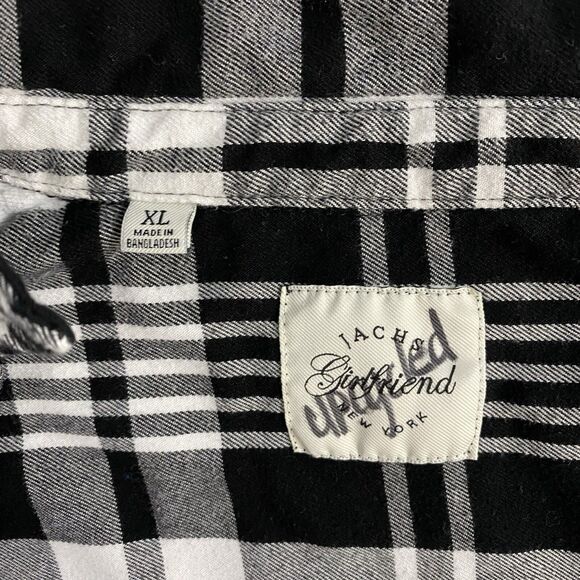 XL
MADE IN
BANGLADESH
JACHS
Girlfriend
NEW YORK
upcycled